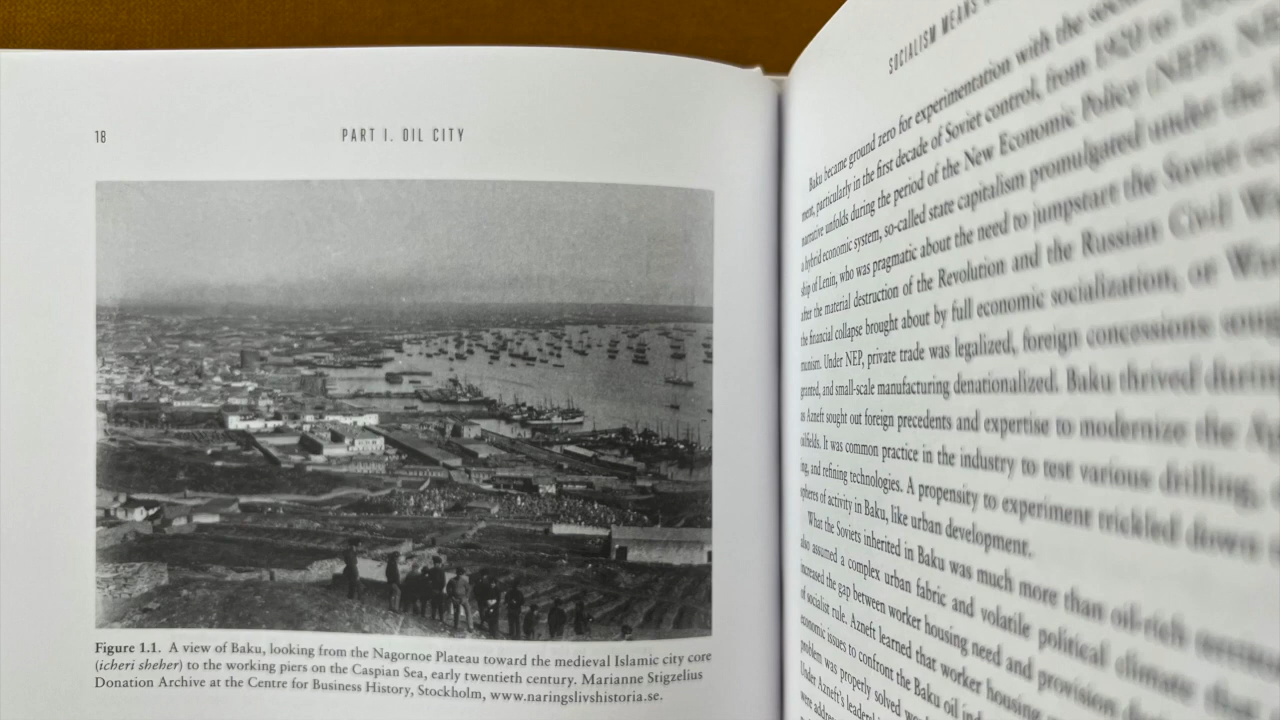 18
PART I. OIL CITY
Figure 1.1. A view of Baku, looking from the Nagornoe Plateau toward the medieval Islamic city core
(icheri sheher) to the working piers on the Caspian Sea, early twentieth century. Marianne Stigzelius
Donation Archive at the Centre for Business History, Stockholm, www.naringslivshistoria.se.
SOCIALISM MEANS
Baku became ground zero for experimentation with the
ment, particularly in the first decade of Soviet control, from 1920 to
narrative unfolds during the period of the New Economic Policy (NEP).
a hybrid economic system, so-called state capitalism promulgated under the
ship of Lenin, who was pragmatic about the need to jumpstart the Soviet
after the material destruction of the Revolution and the Russian Civil
the financial collapse brought about by full economic socialization, or
munism. Under NEP, private trade was legalized, foreign concessions
granted, and small-scale manufacturing denationalized. Baku thrived
as Azneft sought out foreign precedents and expertise to modernize the
oilfields. It was common practice in the industry to test various drilling,
ing, and refining technologies. A propensity to experiment trickled down
spheres of activity in Baku, like urban development.
What the Soviets inherited in Baku was much more than oil-rich
also assumed a complex urban fabric and volatile political climate that
increased the gap between worker housing need and provision
of socialist rule. Azneft learned that worker housing
economic issues to confront the Baku oil
problem was properly solved
Under Azneft's
were